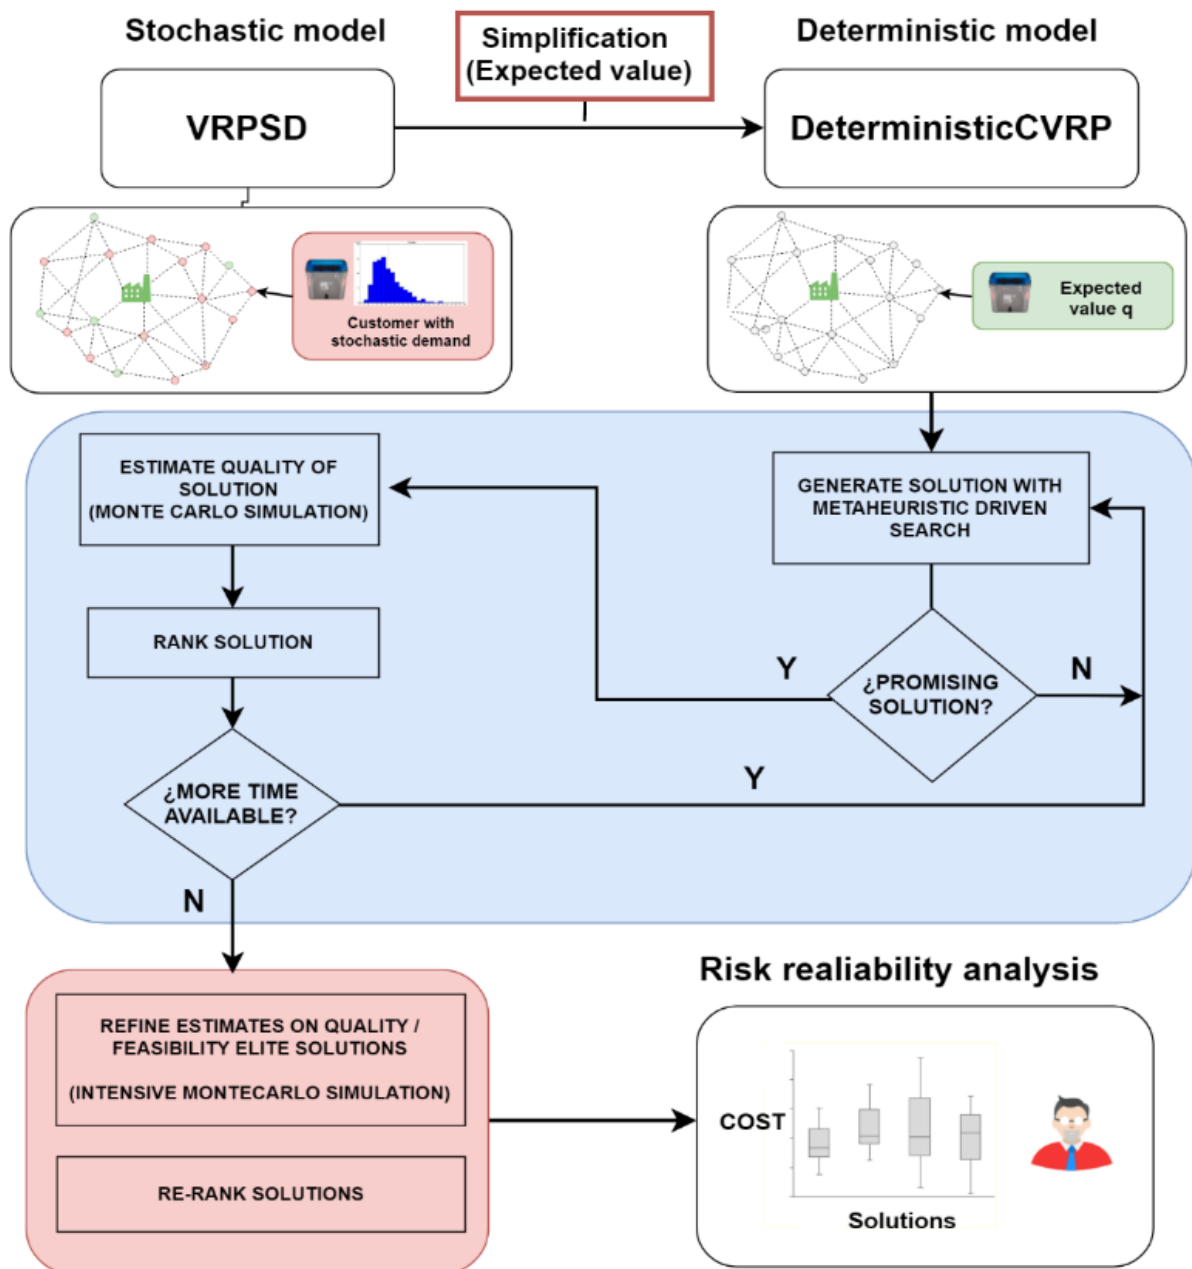 Stochastic model
Simplification
(Expected value)
Deterministic model
VRPSD
DeterministicCVRP
Customer with
stochastic demand
Expected
value q
ESTIMATE QUALITY OF
SOLUTION
(MONTE CARLO SIMULATION)
GENERATE SOLUTION WITH
METAHEURISTIC DRIVEN
SEARCH
RANK SOLUTION
Y
¿PROMISING
SOLUTION?
N
¿MORE TIME
AVAILABLE?
Y
N
Risk realiability analysis
REFINE ESTIMATES ON QUALITY /
FEASIBILITY ELITE SOLUTIONS
(INTENSIVE MONTECARLO SIMULATION)
RE-RANK SOLUTIONS
COST
Solutions